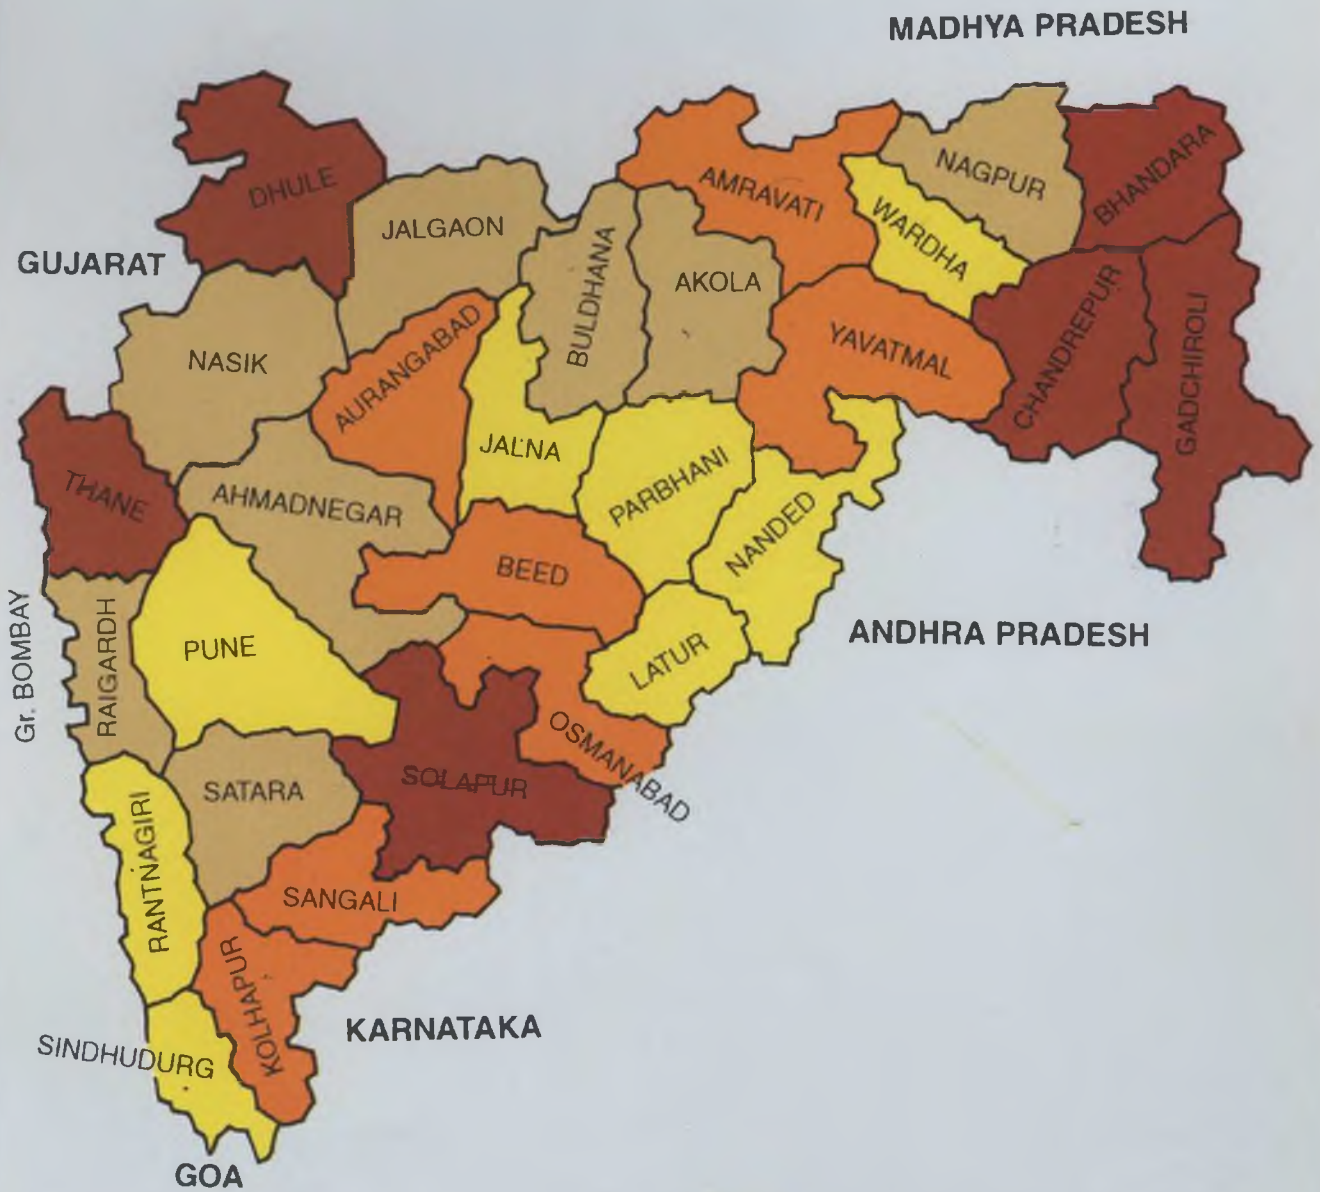 MADHYA PRADESH
DHULE
NAGPUR
BHANDARA
AMRAVATI
JALGAON
WARDHA
GUJARAT
BULDHANA
AKOLA
CHANDREPUR
GADCHIROLI
NASIK
AURANGABAD
YAVATMAL
JALNA
PARBHANI
THANE
AHMADNEGAR
NANDED
BEED
Gr. BOMBAY
RAIGARDH
PUNE
LATUR
ANDHRA PRADESH
OSMANABAD
SATARA
SOLAPUR
RANTNAGIRI
SANGALI
KOLHAPUR
KARNATAKA
SINDHUDURG
GOA